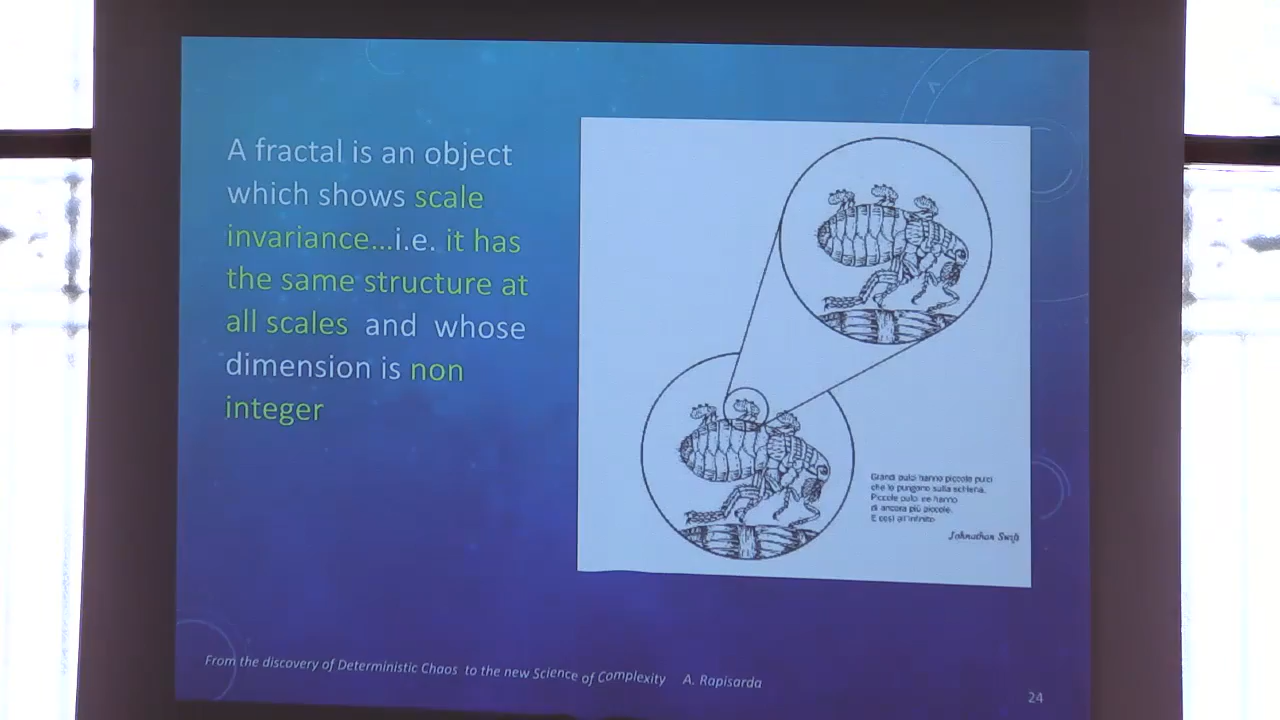 A fractal is an object
which shows scale
invariance...i.e. it has
the same structure at
all scales and whose
dimension is non
integer
Grandi pulci hanno piccole pulci
che le pungono sulla schiena.
Piccole pulci ne hanno
di ancora più piccole.
E così all'infinito
Johnathan Swift
From the discovery of Deterministic Chaos to the new Science of Complexity A. Rapisarda
24